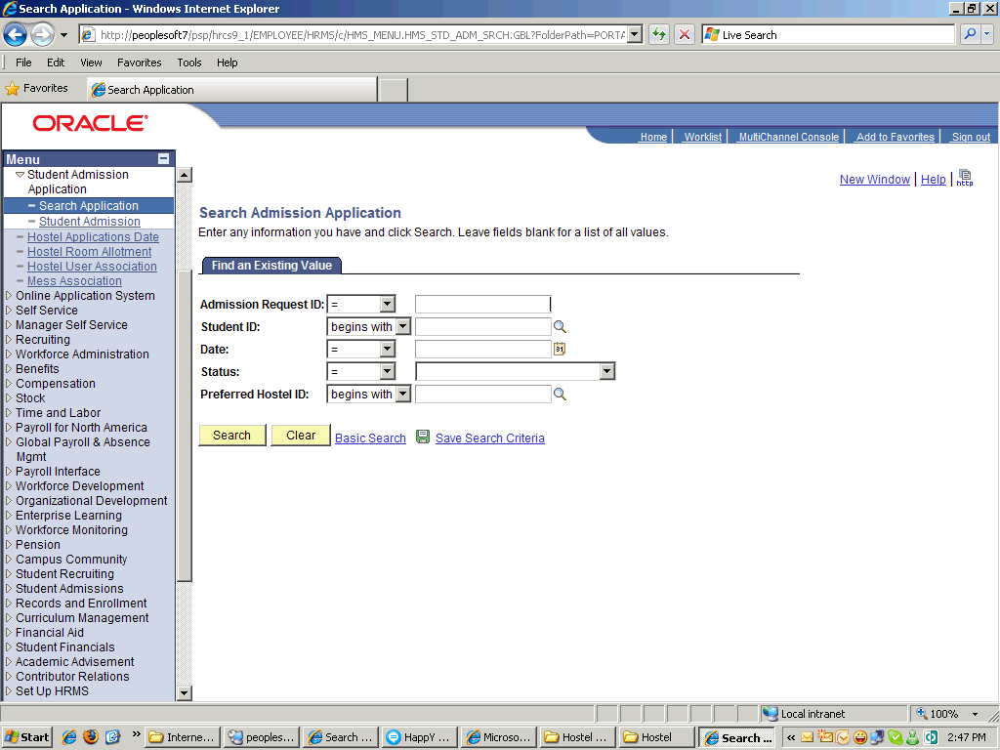 Search Application - Windows Internet Explorer
http://peoplesoft7/psp/hrcs9_1/EMPLOYEE/HRMS/c/HMS_MENU.HMS_STD_ADM_SRCH.GBL?FolderPath=PORTA
Live Search
File Edit View Favorites Tools Help
Favorites
Search Application
ORACLE
Home Worklist MultiChannel Console Add to Favorites Sign out
Menu
Student Admission
Application
Search Application
Student Admission
Hostel Applications Date
Hostel Room Allotment
Hostel User Association
Mess Association
Online Application System
Self Service
Manager Self Service
Recruiting
Workforce Administration
Benefits
Compensation
Stock
Time and Labor
Payroll for North America
Global Payroll & Absence
Mgmt
Payroll Interface
Workforce Development
Organizational Development
Enterprise Learning
Workforce Monitoring
Pension
Campus Community
Student Recruiting
Student Admissions
Records and Enrollment
Curriculum Management
Financial Aid
Student Financials
Academic Advisement
Contributor Relations
Set Up HRMS
New Window | Help | http
Search Admission Application
Enter any information you have and click Search. Leave fields blank for a list of all values.
Find an Existing Value
Admission Request ID: =
Student ID: begins with
Date: = 31
Status: =
Preferred Hostel ID: begins with
Search Clear Basic Search Save Search Criteria
Local intranet 100%
Start » Interne... peoples... Search ... HappY ... Microso... Hostel ... Hostel Search ... « 2:47 PM